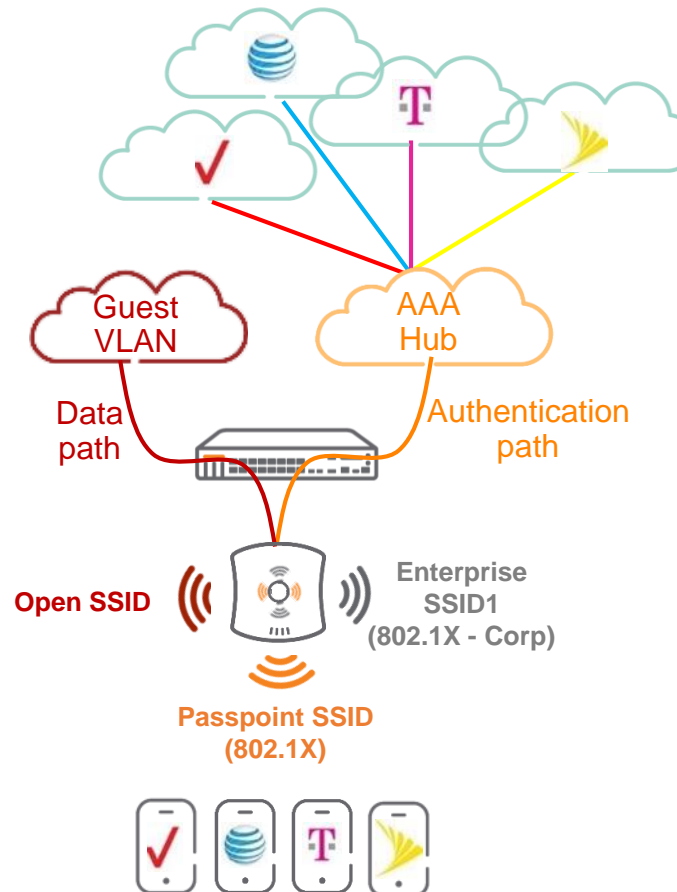 T
Guest
VLAN
AAA
Hub
Data
path
Authentication
path
Open SSID
Enterprise
SSID1
(802.1X - Corp)
Passpoint SSID
(802.1X)
T